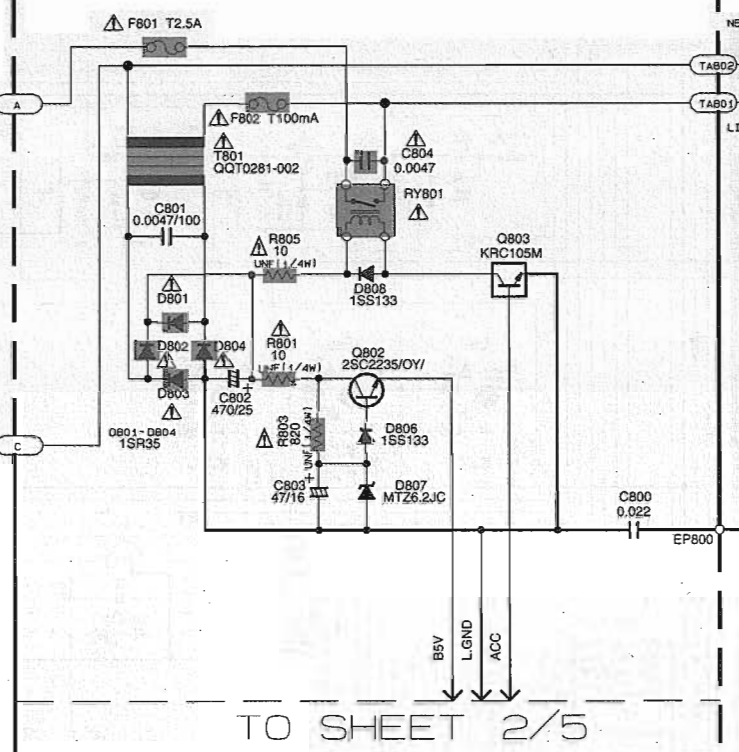 F801 T2.5A
NE
TAB02
A
TAB01
F802 T100mA
LI
T801
QQT0281-002
C804
0.0047
RY801
C801
0.0047/100
Q803
KRC105M
R805
10
UNF(1/4W)
D808
1SS133
D801
R801
10
UNF(1/4W)
D802
D804
Q802
2SC2235/OY/
D803
C802
470/25
+
D801~D804
1SR35
R803
820
UNF(1/4W)
D806
1SS133
C
C803
47/16
+
D807
MTZ6.2JC
C800
0.022
EP800
B5V
L.GND
ACC
TO SHEET 2/5